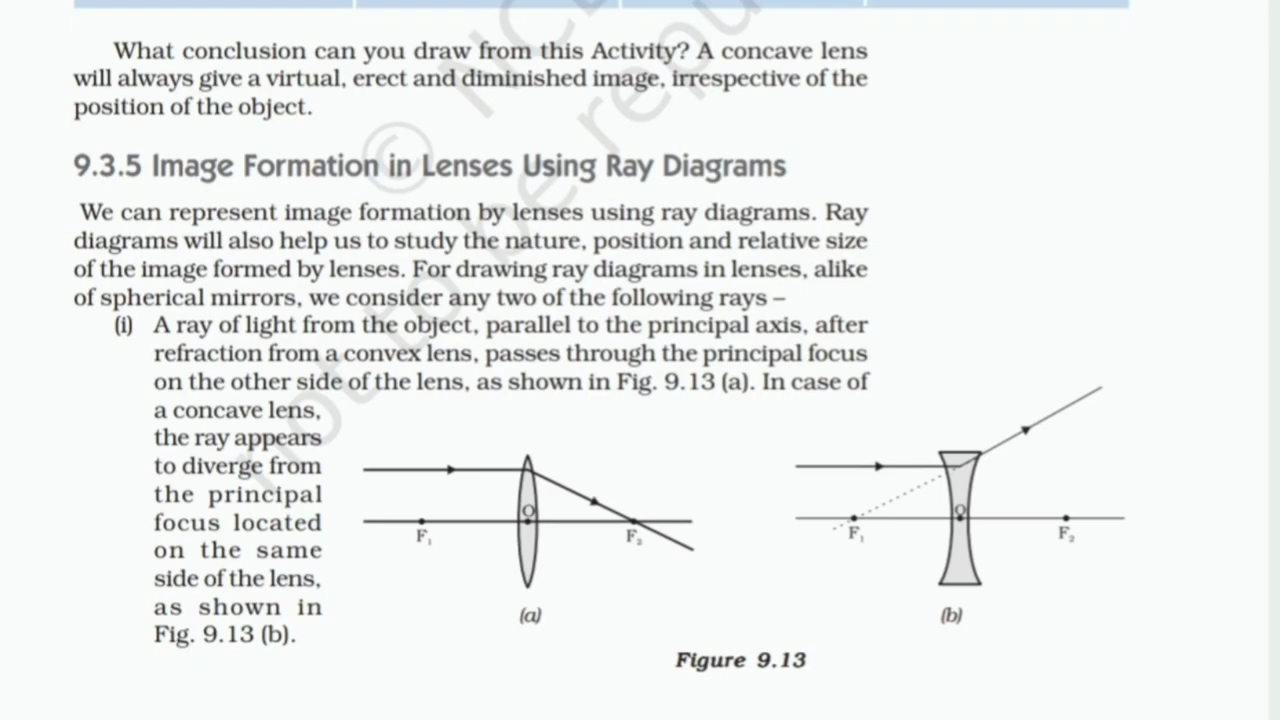 What conclusion can you draw from this Activity? A concave lens
will always give a virtual, erect and diminished image, irrespective of the
position of the object.
9.3.5 Image Formation in Lenses Using Ray Diagrams
We can represent image formation by lenses using ray diagrams. Ray
diagrams will also help us to study the nature, position and relative size
of the image formed by lenses. For drawing ray diagrams in lenses, alike
of spherical mirrors, we consider any two of the following rays –
(i) A ray of light from the object, parallel to the principal axis, after
refraction from a convex lens, passes through the principal focus
on the other side of the lens, as shown in Fig. 9.13 (a). In case of
a concave lens,
the ray appears
to diverge from
the principal
focus located
on the same
side of the lens,
as shown in
Fig. 9.13 (b).
O
F₁
F₂
(a)
O
F₁
F₂
(b)
Figure 9.13
© NCE
not to be repu